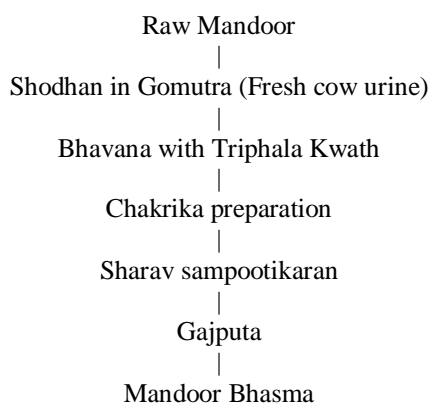 Raw Mandoor
|
Shodhan in Gomutra (Fresh cow urine)
|
Bhavana with Triphala Kwath
|
Chakrika preparation
|
Sharav sampootikaran
|
Gajputa
|
Mandoor Bhasma